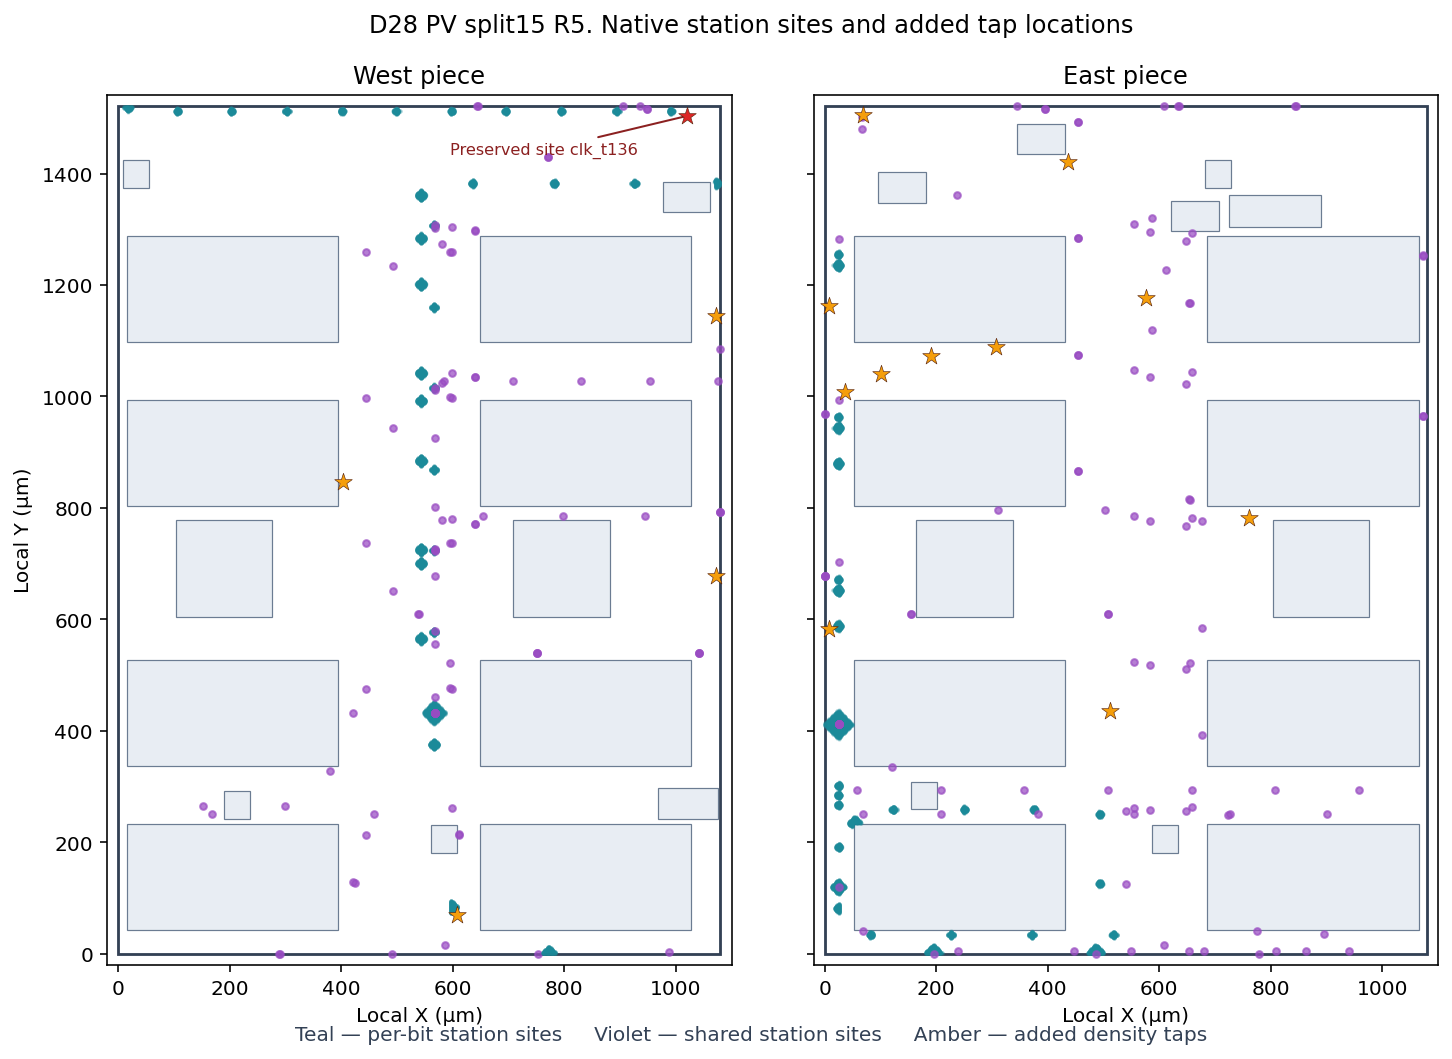 D28 PV split15 R5. Native station sites and added tap locations
West piece
East piece
Preserved site clk_t136
Local Y (µm)
1400
1200
1000
800
600
400
200
0
0 200 400 600 800 1000
0 200 400 600 800 1000
Local X (µm)
Local X (µm)
Teal — per-bit station sites Violet — shared station sites Amber — added density taps